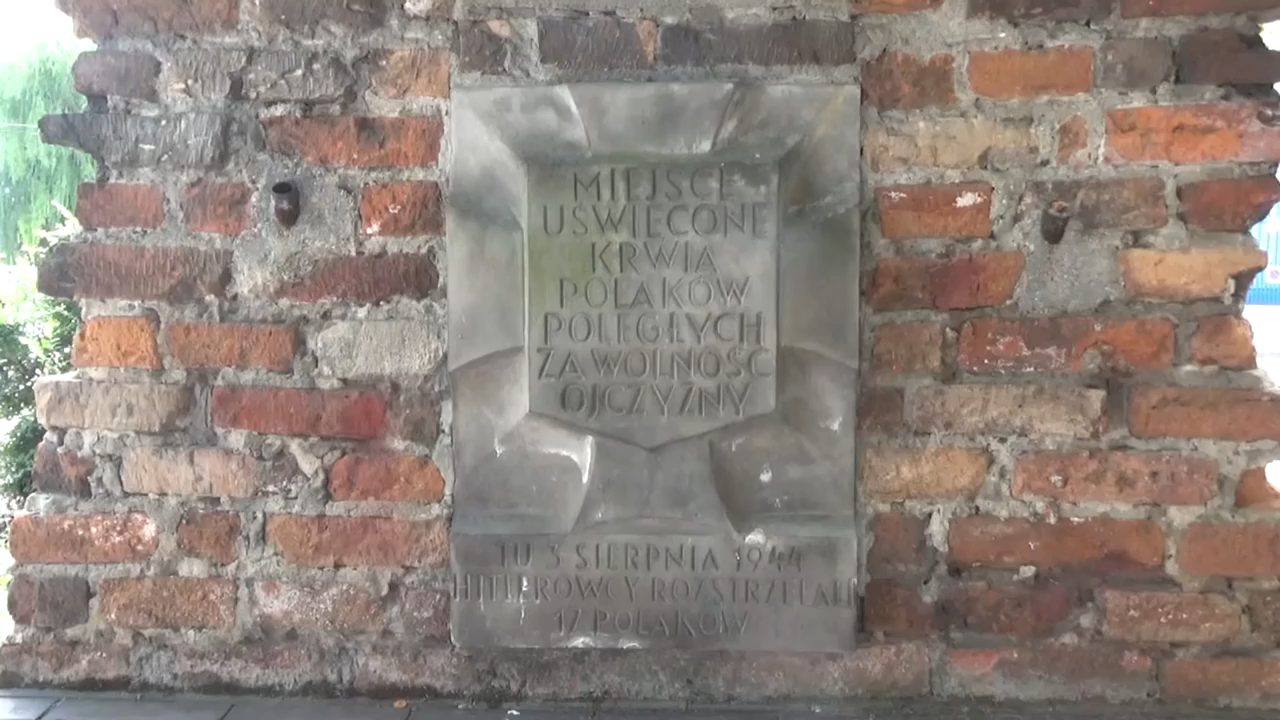 MIEJSCE
UŚWIĘCONE
KRWIĄ
POLAKÓW
POLEGŁYCH
ZA WOLNOŚĆ
OJCZYZNY
TU 3 SIERPNIA 1944
HITLEROWCY ROZSTRZELALI
17 POLAKÓW